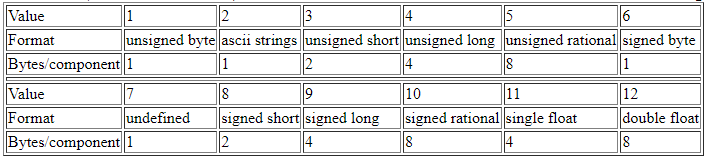 Value 1 2 3 4 5 6
Format unsigned byte ascii strings unsigned short unsigned long unsigned rational signed byte
Bytes/component 1 1 2 4 8 1
Value 7 8 9 10 11 12
Format undefined signed short signed long signed rational single float double float
Bytes/component 1 2 4 8 4 8